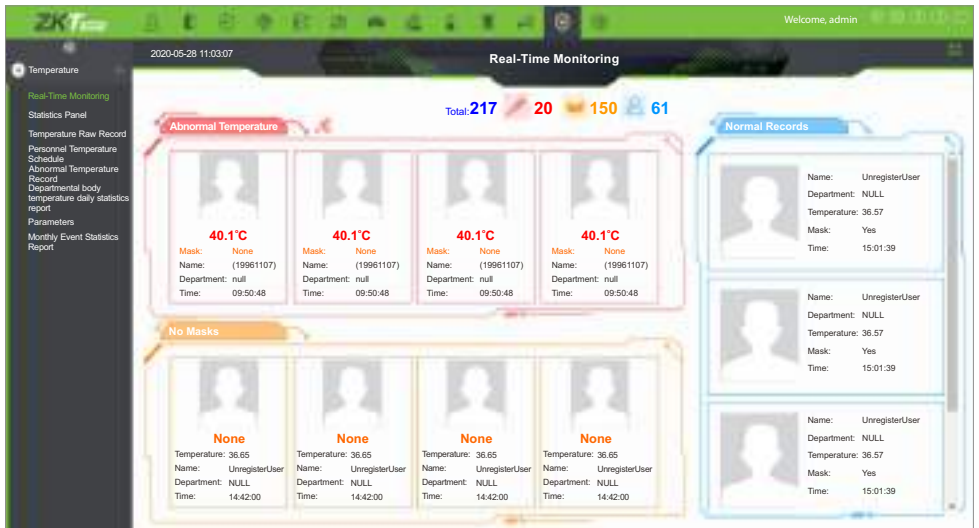 ZKTeco
Welcome, admin
2020-05-28 11:03:07
Real-Time Monitoring
Temperature
Real-Time Monitoring
Statistics Panel
Temperature Raw Record
Personnel Temperature
Schedule
Abnormal Temperature
Record
Departmental body
temperature daily statistics
report
Parameters
Monthly Event Statistics
Report
Total:217 20 150 61
Abnormal Temperature
40.1°C
Mask: None
Name: (19961107)
Department: null
Time: 09:50:48
40.1°C
Mask: None
Name: (19961107)
Department: null
Time: 09:50:48
40.1°C
Mask: None
Name: (19961107)
Department: null
Time: 09:50:48
40.1°C
Mask: None
Name: (19961107)
Department: null
Time: 09:50:48
No Masks
None
Temperature: 36.65
Name: UnregisterUser
Department: NULL
Time: 14:42:00
None
Temperature: 36.65
Name: UnregisterUser
Department: NULL
Time: 14:42:00
None
Temperature: 36.65
Name: UnregisterUser
Department: NULL
Time: 14:42:00
None
Temperature: 36.65
Name: UnregisterUser
Department: NULL
Time: 14:42:00
Normal Records
Name: UnregisterUser
Department: NULL
Temperature: 36.57
Mask: Yes
Time: 15:01:39
Name: UnregisterUser
Department: NULL
Temperature: 36.57
Mask: Yes
Time: 15:01:39
Name: UnregisterUser
Department: NULL
Temperature: 36.57
Mask: Yes
Time: 15:01:39